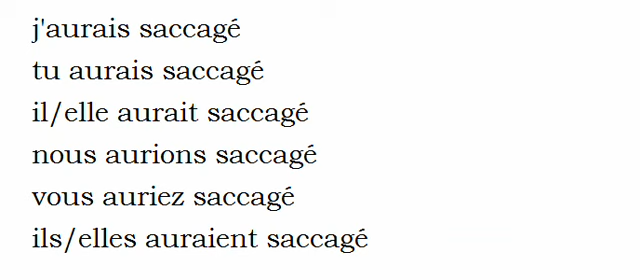 j'aurais saccagé
tu aurais saccagé
il/elle aurait saccagé
nous aurions saccagé
vous auriez saccagé
ils/elles auraient saccagé